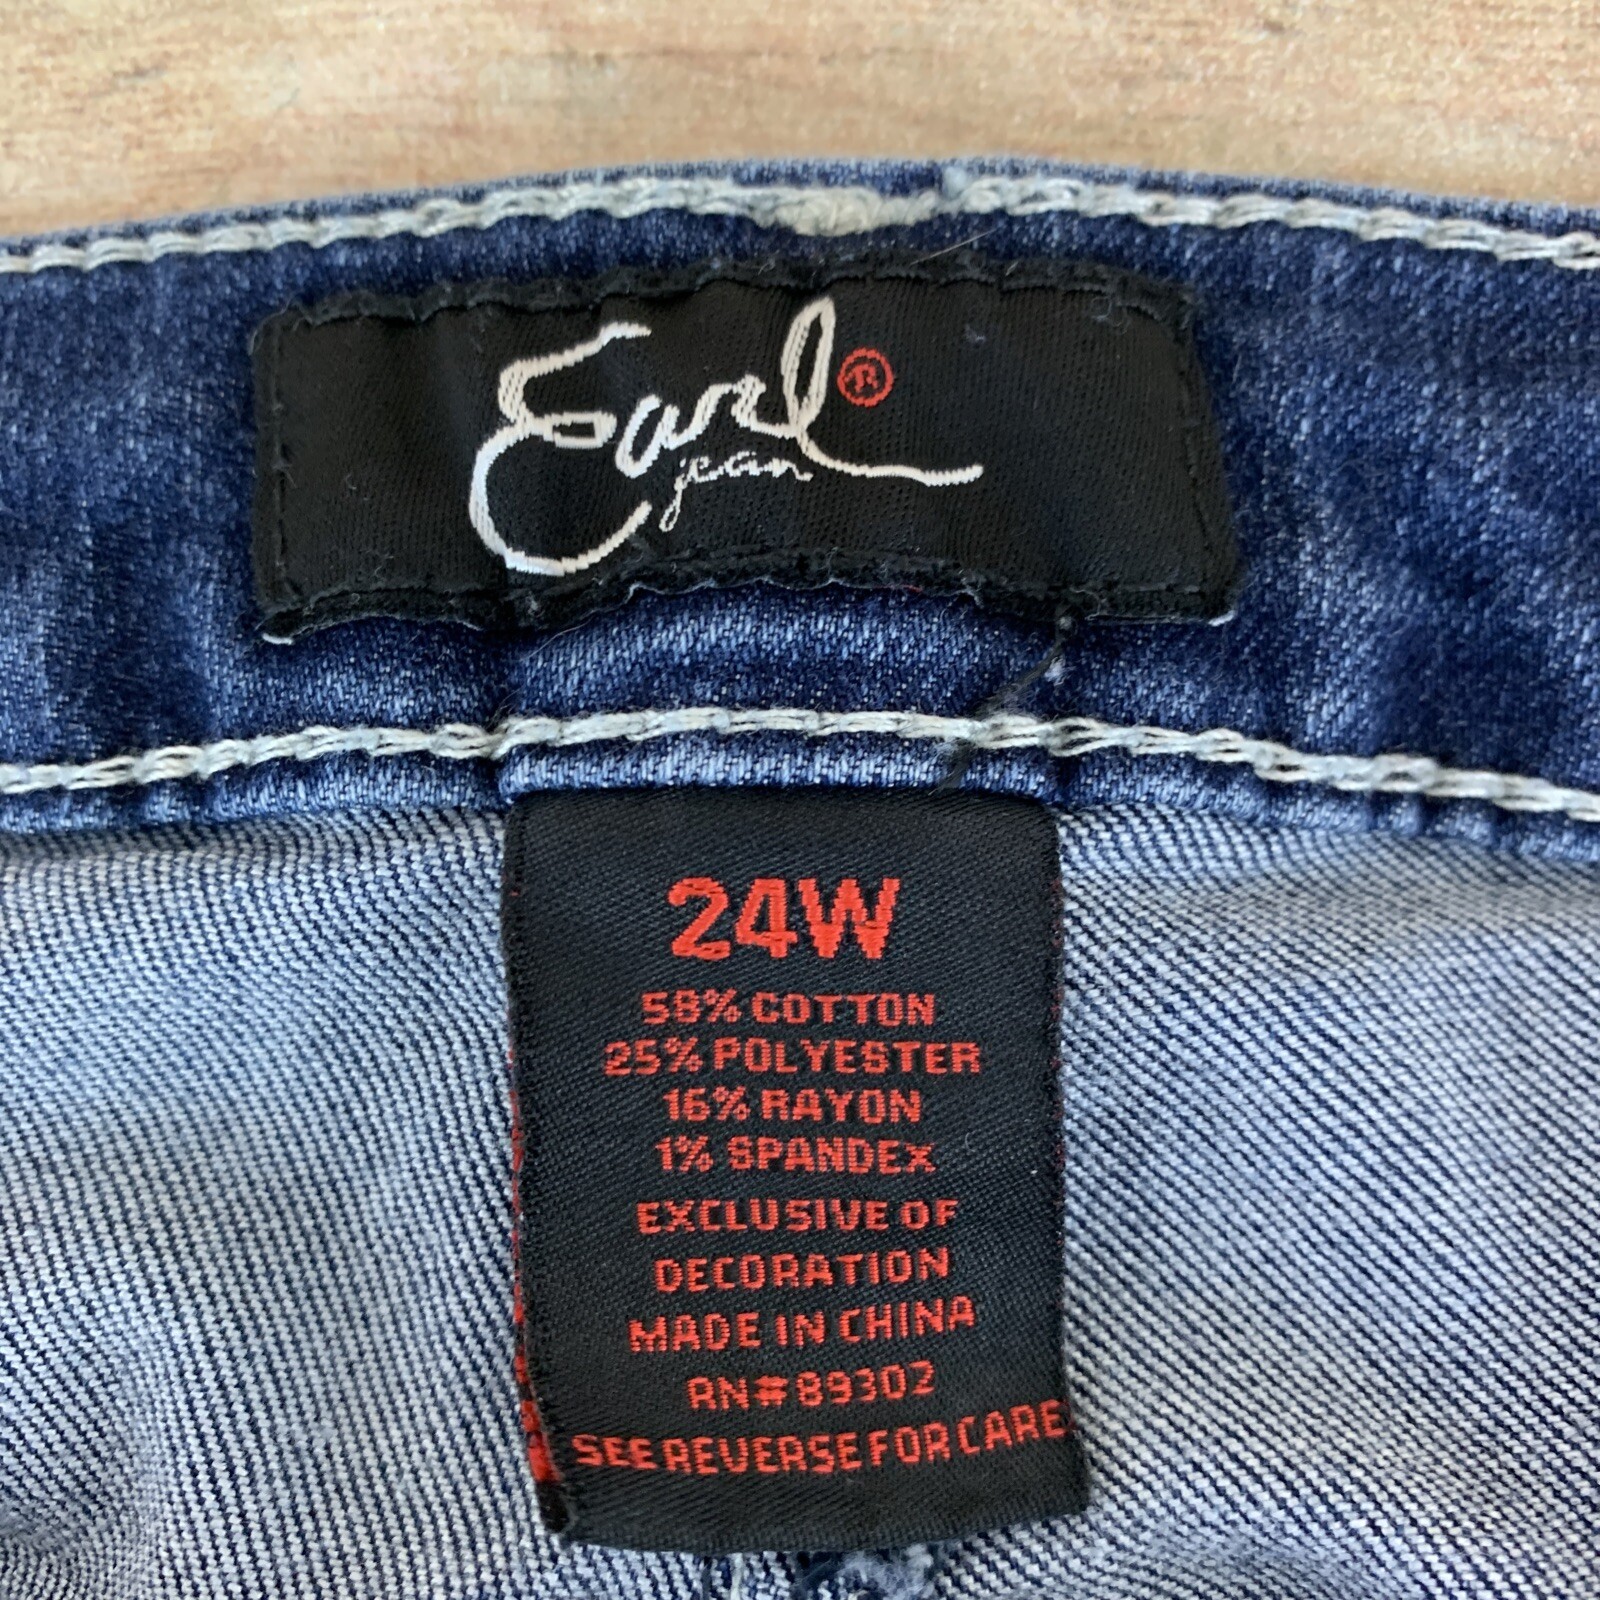 Earl®
jean
24W
58% COTTON
25% POLYESTER
16% RAYON
1% SPANDEX
EXCLUSIVE OF
DECORATION
MADE IN CHINA
RN#89302
SEE REVERSE FOR CARE